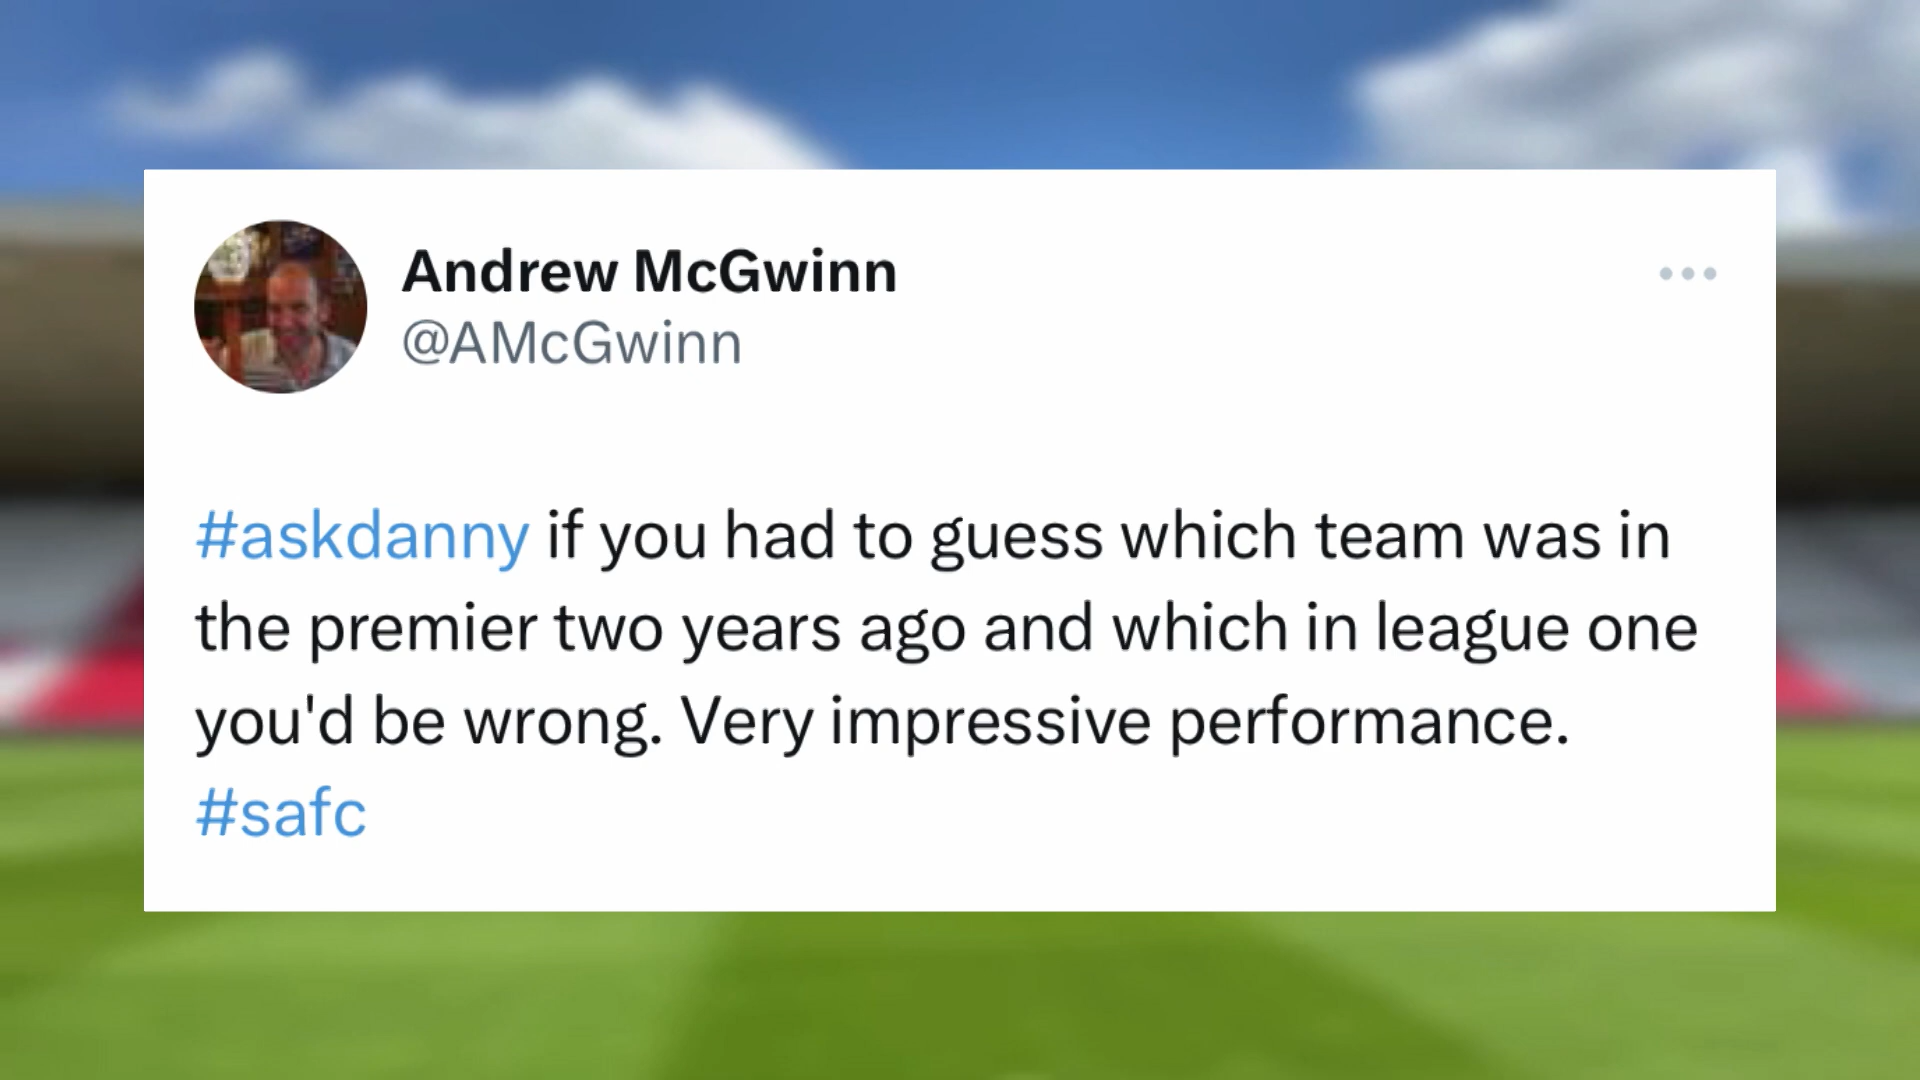 Andrew McGwinn
@AMcGwinn
#askdanny if you had to guess which team was in
the premier two years ago and which in league one
you'd be wrong. Very impressive performance.
#safc